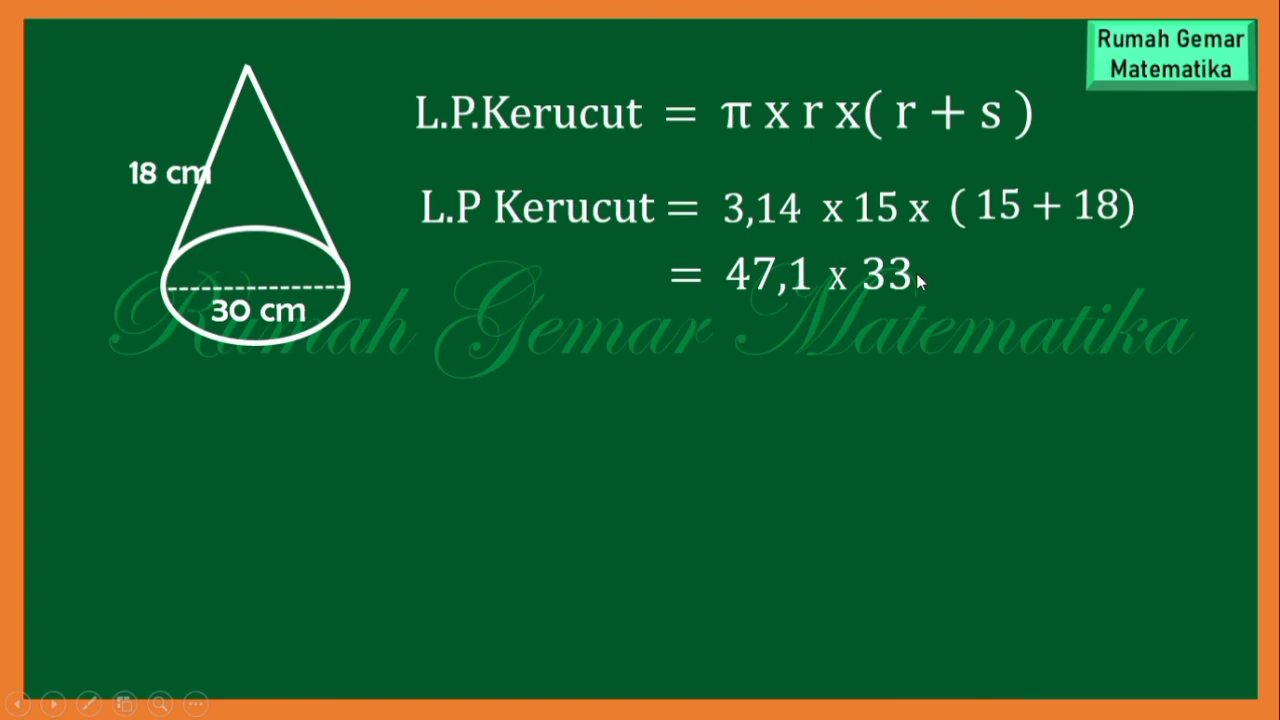 Rumah Gemar
Matematika
L.P.Kerucut = π x r x( r + s )
18 cm
L.P Kerucut = 3,14 x 15 x ( 15 + 18)
= 47,1 x 33
30 cm
Rumah Gemar Matematika